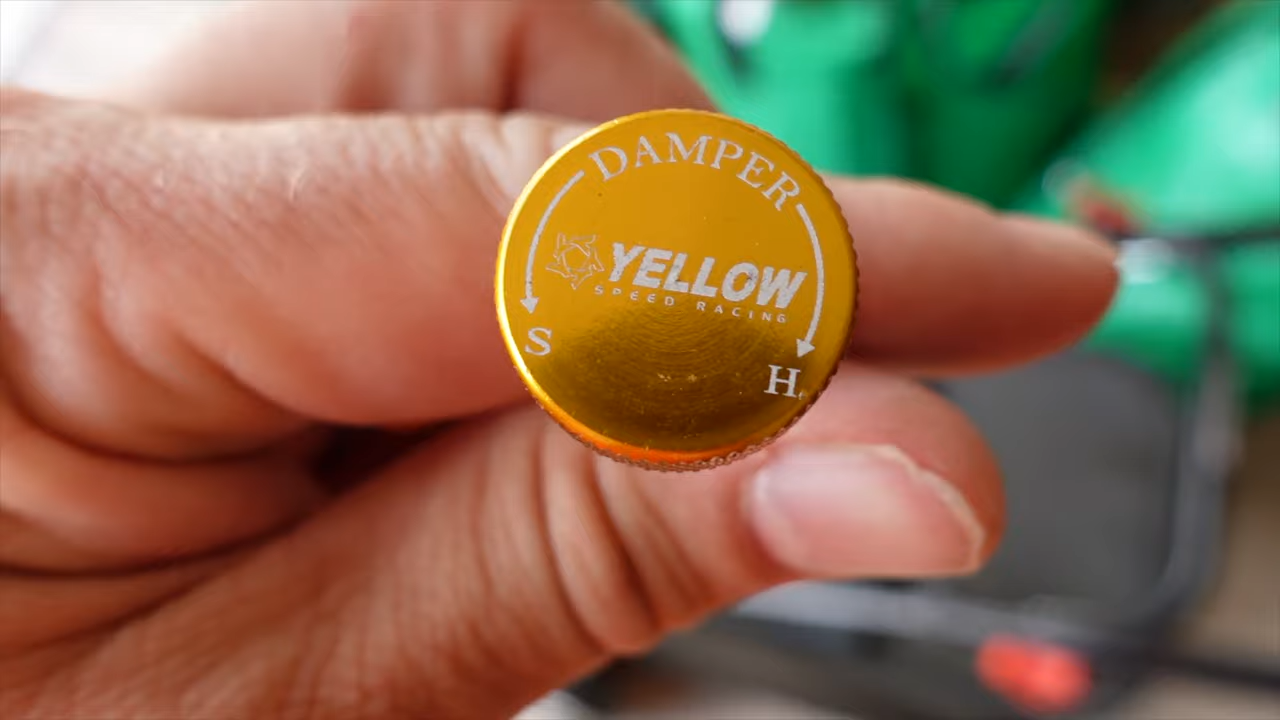 DAMPER
YELLOW
SPEED RACING
S
H